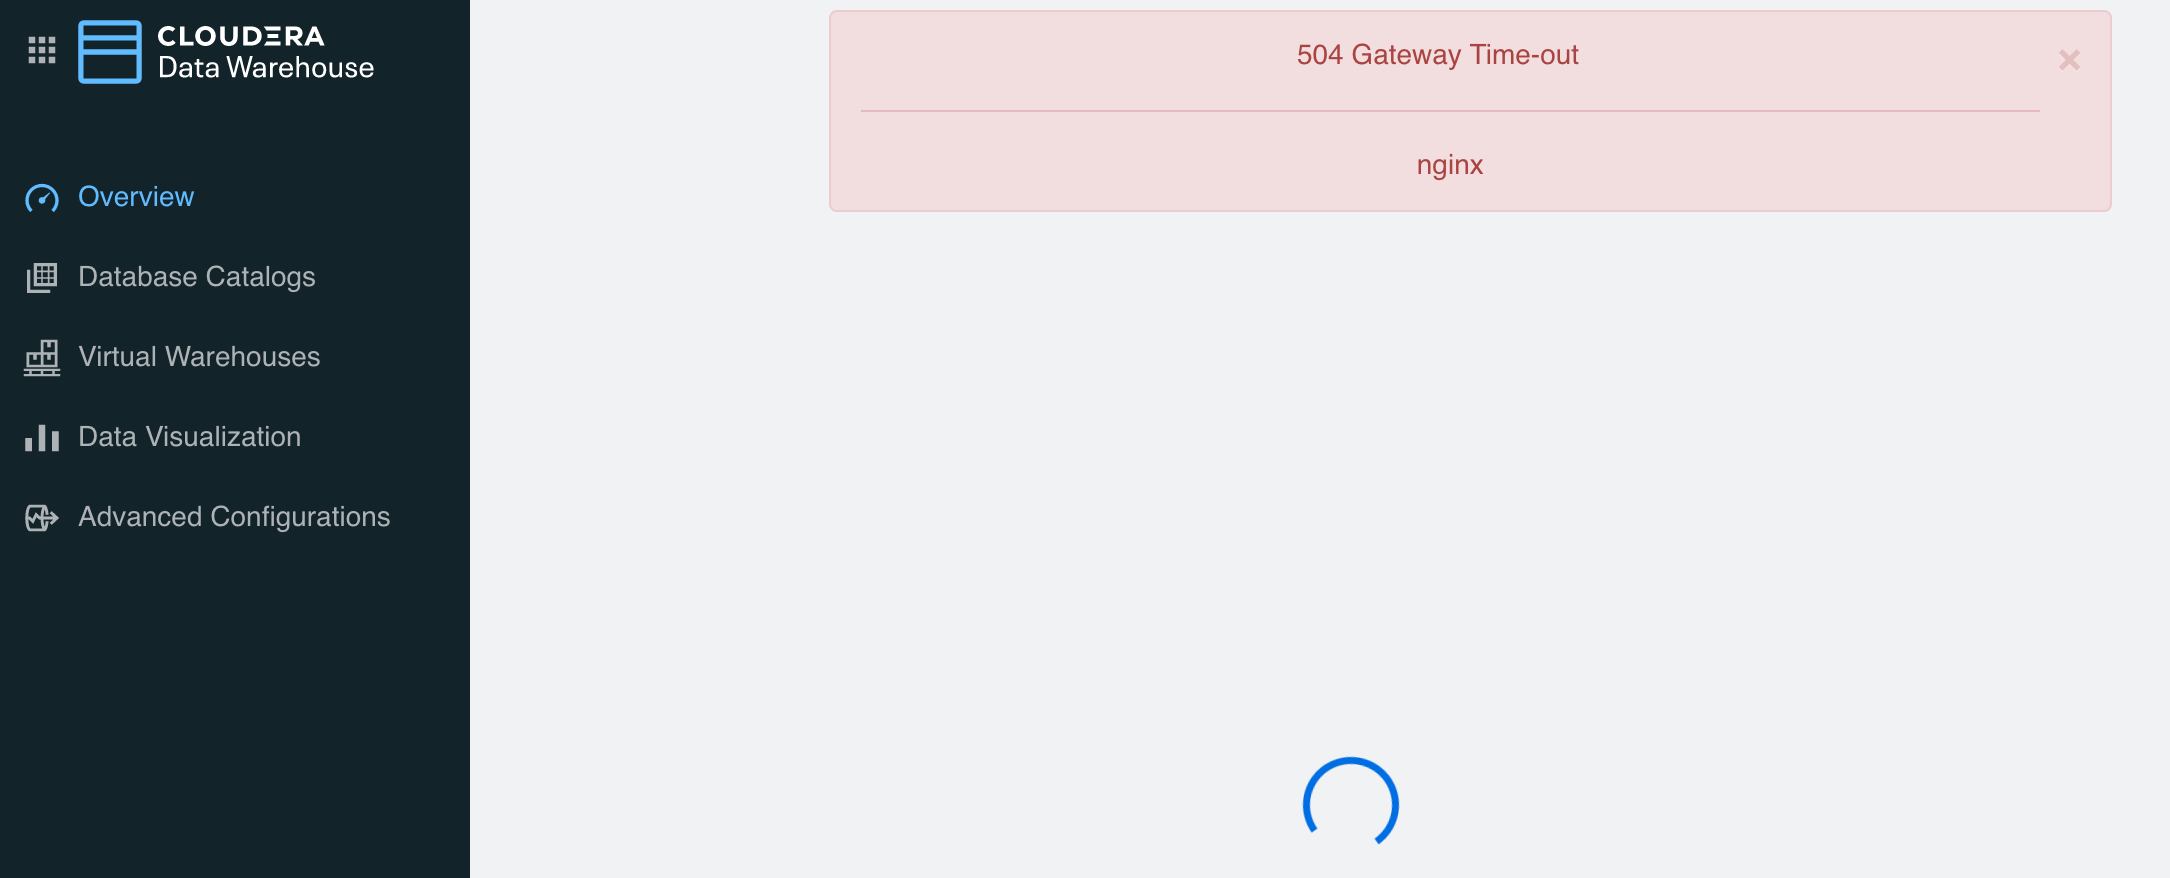 CLOUDERA
Data Warehouse
Overview
Database Catalogs
Virtual Warehouses
Data Visualization
Advanced Configurations
504 Gateway Time-out
nginx